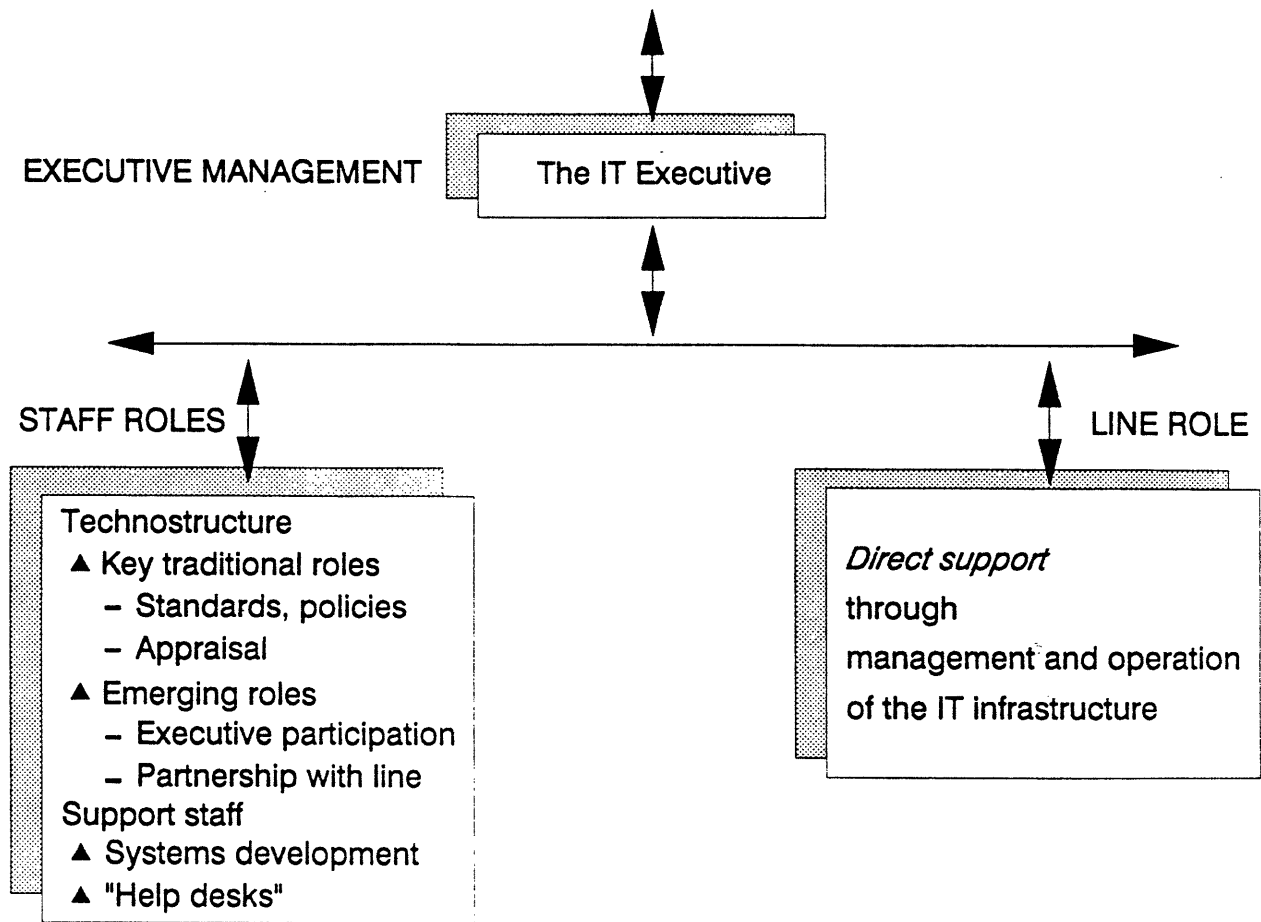 EXECUTIVE MANAGEMENT
The IT Executive
STAFF ROLES
LINE ROLE
Technostructure
▲ Key traditional roles
– Standards, policies
– Appraisal
▲ Emerging roles
– Executive participation
– Partnership with line
Support staff
▲ Systems development
▲ "Help desks"
Direct support
through
management and operation
of the IT infrastructure